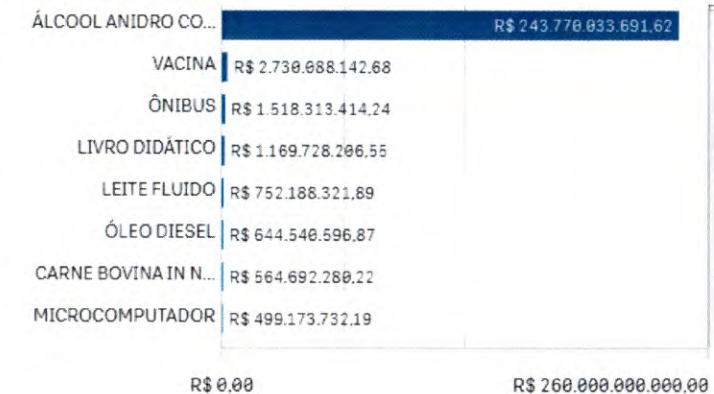 ÁLCOOL ANIDRO CO... R$ 243.770.033.691,62
VACINA R$ 2.730.088.142,68
ÔNIBUS R$ 1.518.313.414,24
LIVRO DIDÁTICO R$ 1.169.728.206,55
LEITE FLUIDO R$ 752.188.321,89
ÓLEO DIESEL R$ 644.540.596,87
CARNE BOVINA IN N... R$ 564.692.280,22
MICROCOMPUTADOR R$ 499.173.732,19
R$ 0,00 R$ 260.000.000.000,00